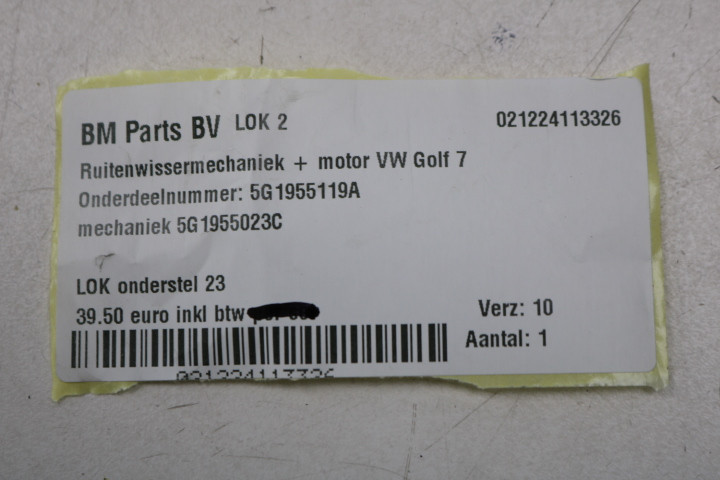 BM Parts BV LOK 2 021224113326
Ruitenwissermechaniek + motor VW Golf 7
Onderdeelnummer: 5G1955119A
mechaniek 5G1955023C
LOK onderstel 23
39.50 euro inkl btw
Verz: 10
Aantal: 1
021224113326